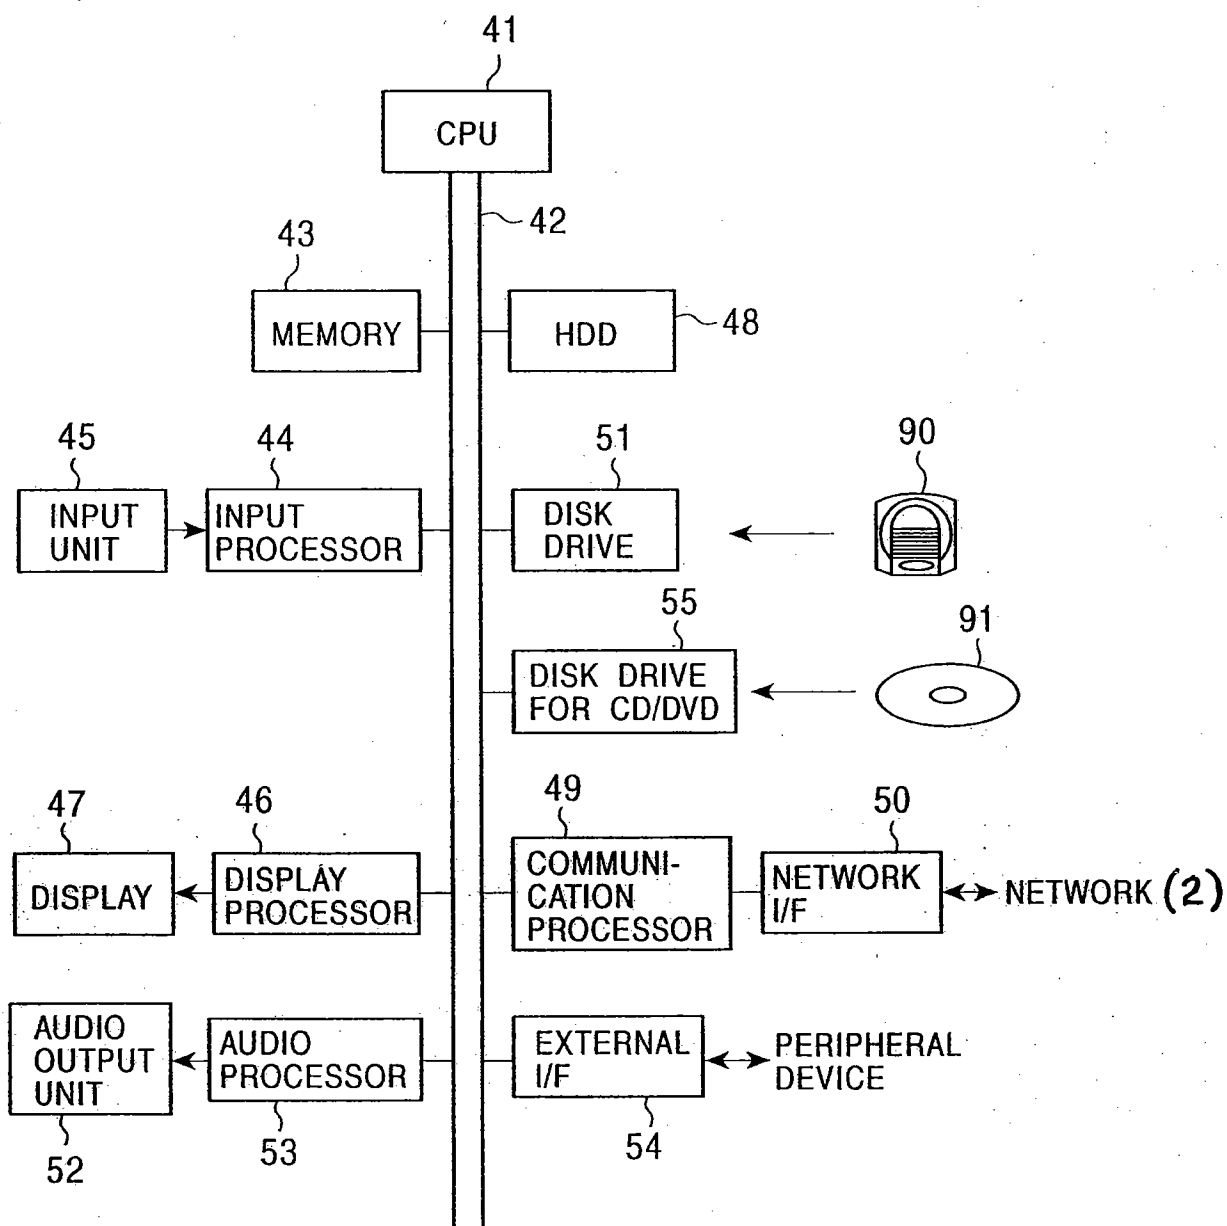 41
CPU
42
43
MEMORY
HDD
48
45
44
51
90
INPUT
UNIT
INPUT
PROCESSOR
DISK
DRIVE
55
91
DISK DRIVE
FOR CD/DVD
47
46
49
50
DISPLAY
DISPLAY
PROCESSOR
COMMUNI-
CATION
PROCESSOR
NETWORK
I/F
NETWORK (2)
AUDIO
OUTPUT
UNIT
AUDIO
PROCESSOR
EXTERNAL
I/F
PERIPHERAL
DEVICE
52
53
54